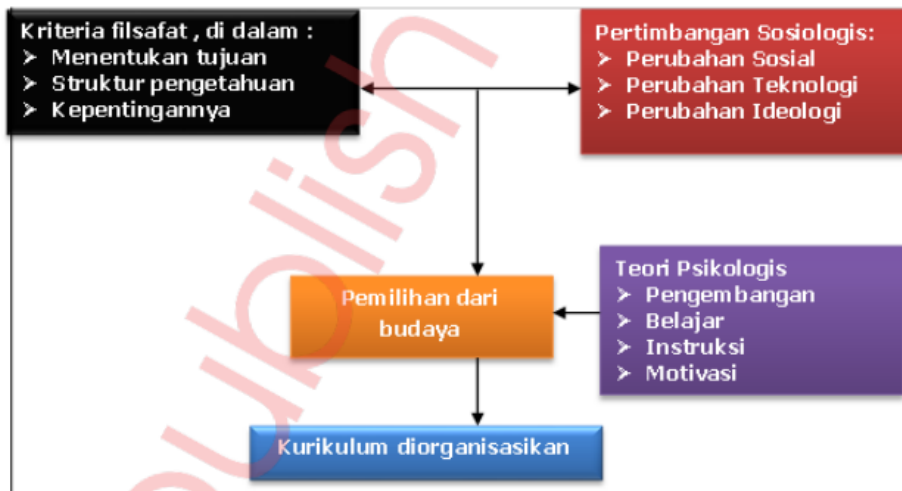 Kriteria filsafat , di dalam :
➢ Menentukan tujuan
➢ Struktur pengetahuan
➢ Kepentingannya
Pertimbangan Sosiologis:
➢ Perubahan Sosial
➢ Perubahan Teknologi
➢ Perubahan Ideologi
Pemilihan dari
budaya
Teori Psikologis
➢ Pengembangan
➢ Belajar
➢ Instruksi
➢ Motivasi
Kurikulum diorganisasikan
publish